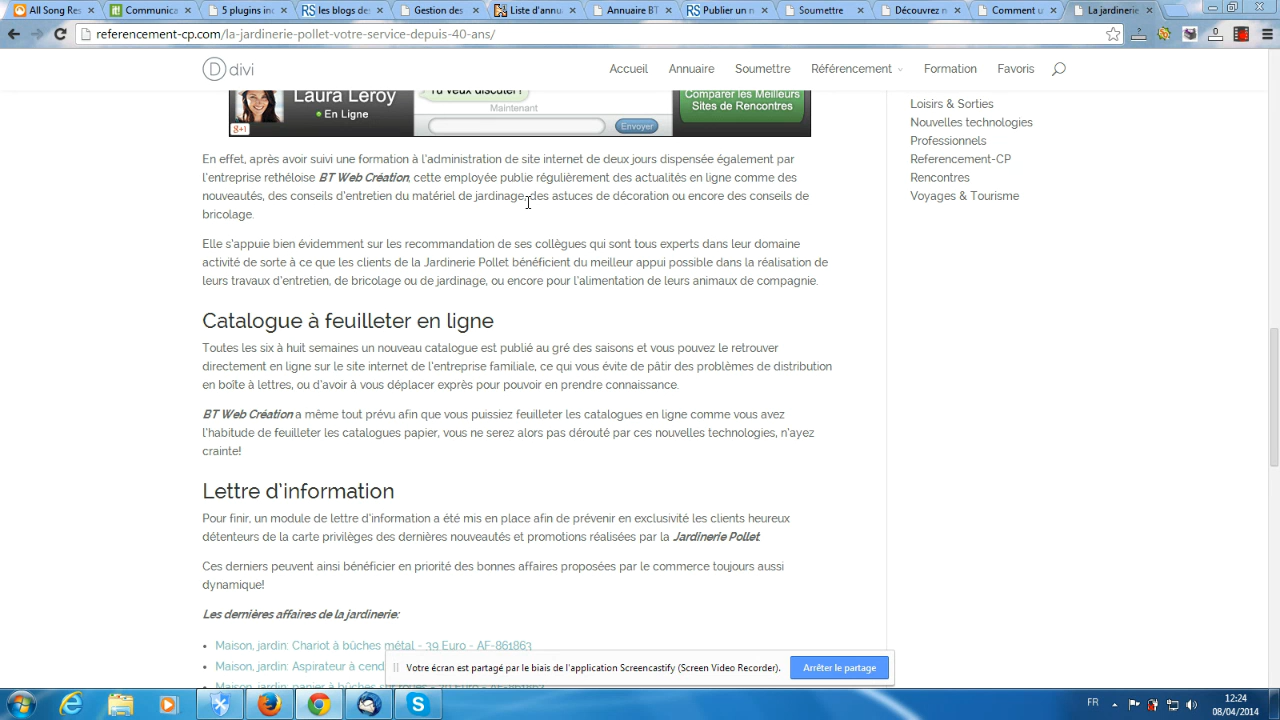 All Song Res
Communica
5 plugins inc
les blogs de
Gestion des
Liste d'annu
Annuaire BT
Publier un n
Soumettre
Découvrez n
Comment u
La jardinerie
referencement-cp.com/la-jardinerie-pollet-votre-service-depuis-40-ans/
D divi
Accueil
Annuaire
Soumettre
Référencement
Formation
Favoris
Laura Leroy
En Ligne
g+1
Tu veux discuter!
Maintenant
Envoyer
Comparer les Meilleurs
Sites de Rencontres
En effet, après avoir suivi une formation à l'administration de site internet de deux jours dispensée également par
l'entreprise rethéloise BT Web Création, cette employée publie régulièrement des actualités en ligne comme des
nouveautés, des conseils d'entretien du matériel de jardinage, des astuces de décoration ou encore des conseils de
bricolage.
Elle s'appuie bien évidemment sur les recommandation de ses collègues qui sont tous experts dans leur domaine
activité de sorte à ce que les clients de la Jardinerie Pollet bénéficient du meilleur appui possible dans la réalisation de
leurs travaux d'entretien, de bricolage ou de jardinage, ou encore pour l'alimentation de leurs animaux de compagnie.
Catalogue à feuilleter en ligne
Toutes les six à huit semaines un nouveau catalogue est publié au gré des saisons et vous pouvez le retrouver
directement en ligne sur le site internet de l'entreprise familiale, ce qui vous évite de pâtir des problèmes de distribution
en boîte à lettres, ou d'avoir à vous déplacer exprès pour pouvoir en prendre connaissance.
BT Web Création a même tout prévu afin que vous puissiez feuilleter les catalogues en ligne comme vous avez
l'habitude de feuilleter les catalogues papier, vous ne serez alors pas dérouté par ces nouvelles technologies, n'ayez
crainte!
Lettre d'information
Pour finir, un module de lettre d'information a été mis en place afin de prévenir en exclusivité les clients heureux
détenteurs de la carte privilèges des dernières nouveautés et promotions réalisées par la Jardinerie Pollet.
Ces derniers peuvent ainsi bénéficier en priorité des bonnes affaires proposées par le commerce toujours aussi
dynamique!
Les dernières affaires de la jardinerie:
Maison, jardin: Chariot à bûches métal - 39 Euro - AF-861863
Maison, jardin: Aspirateur à cend
Loisirs & Sorties
Nouvelles technologies
Professionnels
Referencement-CP
Rencontres
Voyages & Tourisme
Votre écran est partagé par le biais de l'application Screencastify (Screen Video Recorder).
Arrêter le partage
FR
12:24
08/04/2014